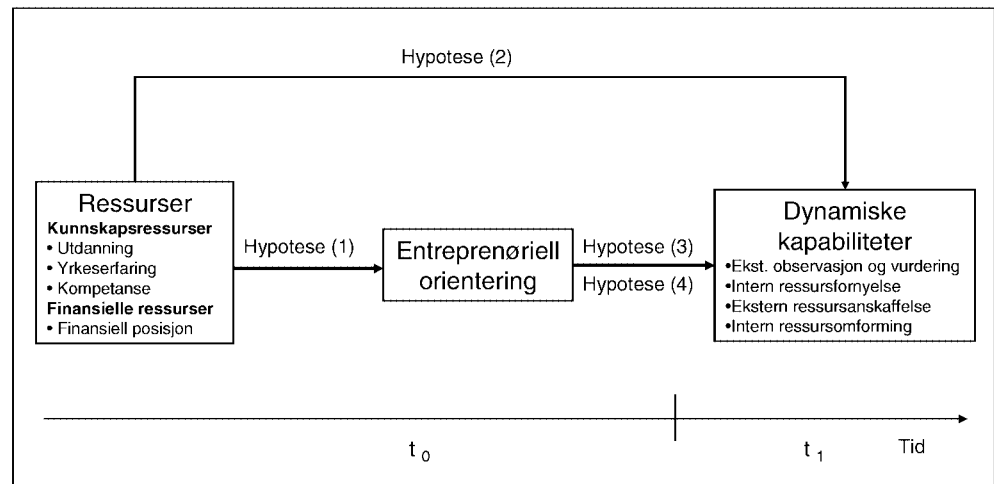 Hypotese (2)
Ressurser
Kunnskapsressurser
• Utdanning
• Yrkeserfaring
• Kompetanse
Finansielle ressurser
• Finansiell posisjon
Hypotese (1)
Entreprenøriell
orientering
Hypotese (3)
Hypotese (4)
Dynamiske
kapabiliteter
•Ekst. observasjon og vurdering
•Intern ressursfornyelse
•Ekstern ressursanskaffelse
•Intern ressursomforming
t 0
t 1
Tid